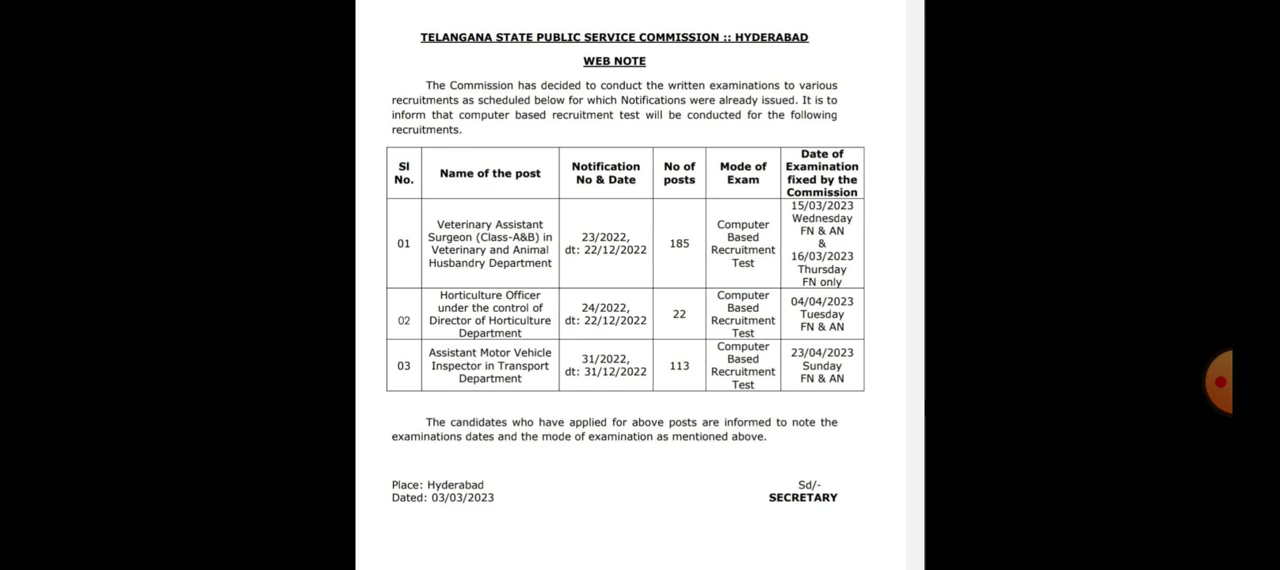 TELANGANA STATE PUBLIC SERVICE COMMISSION :: HYDERABAD
WEB NOTE
The Commission has decided to conduct the written examinations to various
recruitments as scheduled below for which Notifications were already issued. It is to
inform that computer based recruitment test will be conducted for the following
recruitments.
Sl
No.
Name of the post
Notification
No & Date
No of
posts
Mode of
Exam
Date of
Examination
fixed by the
Commission
01
Veterinary Assistant
Surgeon (Class-A&B) in
Veterinary and Animal
Husbandry Department
23/2022,
dt: 22/12/2022
185
Computer
Based
Recruitment
Test
15/03/2023
Wednesday
FN & AN
&
16/03/2023
Thursday
FN only
02
Horticulture Officer
under the control of
Director of Horticulture
Department
24/2022,
dt: 22/12/2022
22
Computer
Based
Recruitment
Test
04/04/2023
Tuesday
FN & AN
03
Assistant Motor Vehicle
Inspector in Transport
Department
31/2022,
dt: 31/12/2022
113
Computer
Based
Recruitment
Test
23/04/2023
Sunday
FN & AN
The candidates who have applied for above posts are informed to note the
examinations dates and the mode of examination as mentioned above.
Place: Hyderabad
Dated: 03/03/2023
Sd/-
SECRETARY